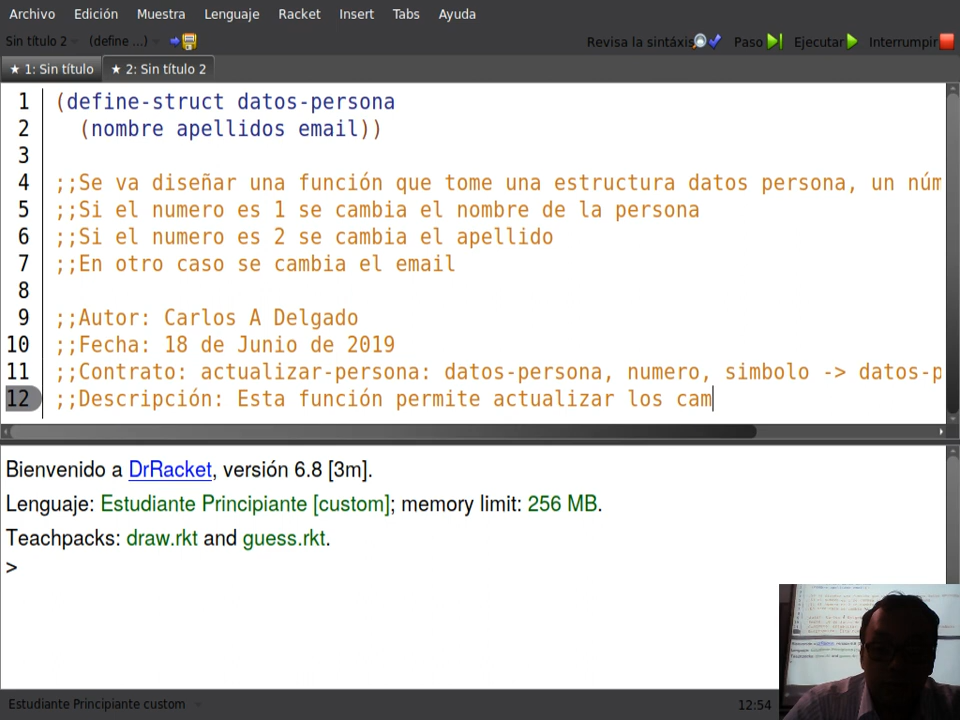 Archivo Edición Muestra Lenguaje Racket Insert Tabs Ayuda
Sin título 2 (define ...) Revisa la sintáxis Paso Ejecutar Interrumpir
★ 1: Sin título ★ 2: Sin título 2
1 (define-struct datos-persona
2 (nombre apellidos email))
3
4 ;;Se va diseñar una función que tome una estructura datos persona, un núm
5 ;;Si el numero es 1 se cambia el nombre de la persona
6 ;;Si el numero es 2 se cambia el apellido
7 ;;En otro caso se cambia el email
8
9 ;;Autor: Carlos A Delgado
10 ;;Fecha: 18 de Junio de 2019
11 ;;Contrato: actualizar-persona: datos-persona, numero, simbolo -> datos-p
12 ;;Descripción: Esta función permite actualizar los cam
Bienvenido a DrRacket, versión 6.8 [3m].
Lenguaje: Estudiante Principiante [custom]; memory limit: 256 MB.
Teachpacks: draw.rkt and guess.rkt.
>
Estudiante Principiante custom 12:54